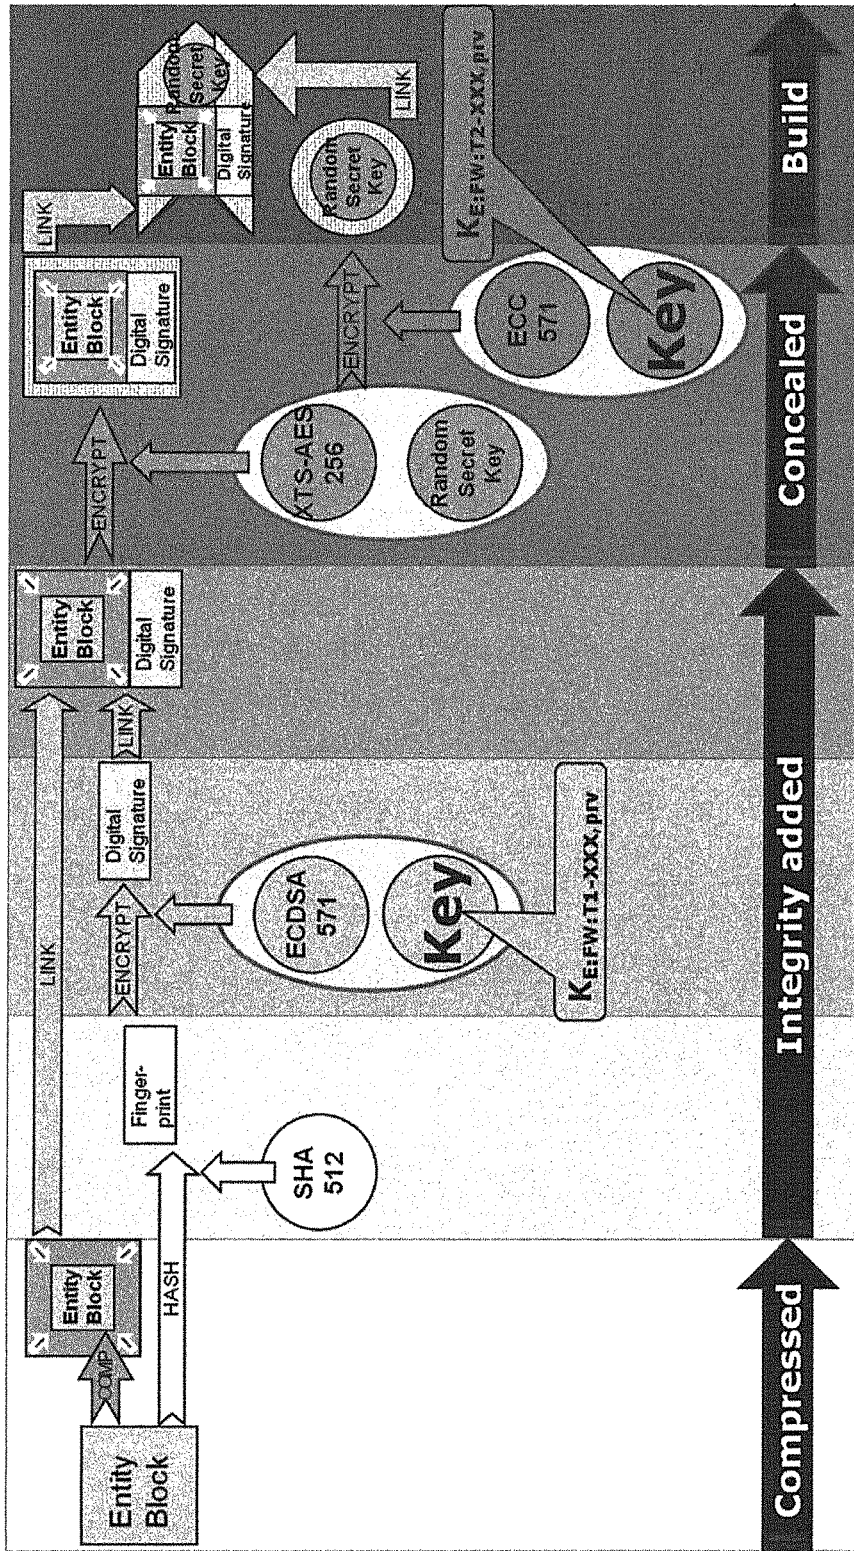 Entity
Block
COMP
Entity
Block
HASH
SHA
512
Finger-
print
LINK
ENCRYPT
ECDSA
571
Key
KE:FW:T1-XXX,prv
Digital
Signature
LINK
Entity
Block
Digital
Signature
ENCRYPT
XTS-AES
256
Random
Secret
Key
Entity
Block
Digital
Signature
ENCRYPT
ECC
571
Key
KE:FW:T2-XXX,prv
LINK
Random
Secret
Key
LINK
Entity
Block
Digital
Signature
Random
Secret
Key
Compressed
Integrity added
Concealed
Build